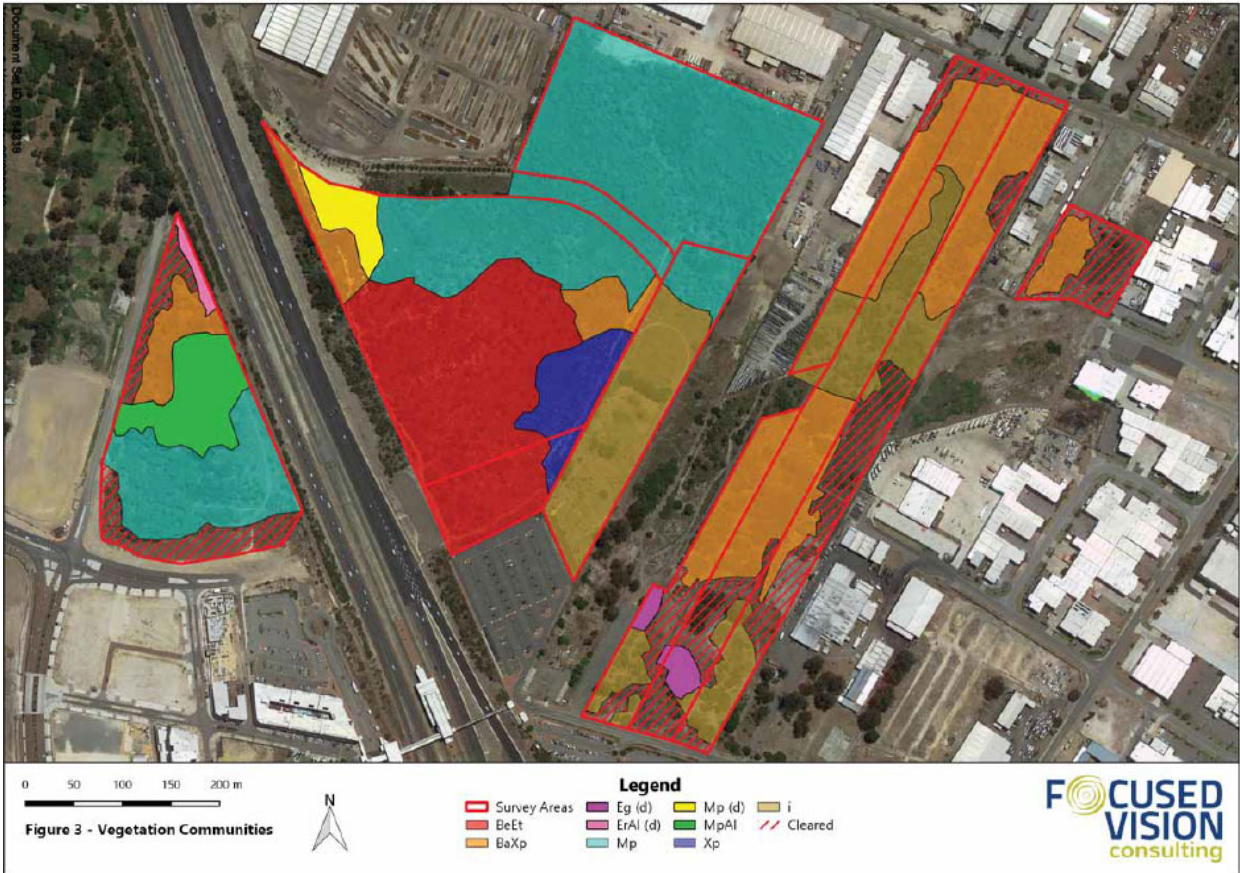 0 50 100 150 200 m
Figure 3 - Vegetation Communities
N
Legend
Survey Areas
BeEt
BaXp
Eg (d)
ErAl (d)
Mp
Mp (d)
MpAl
Xp
i
Cleared
FOCUSED
VISION
consulting